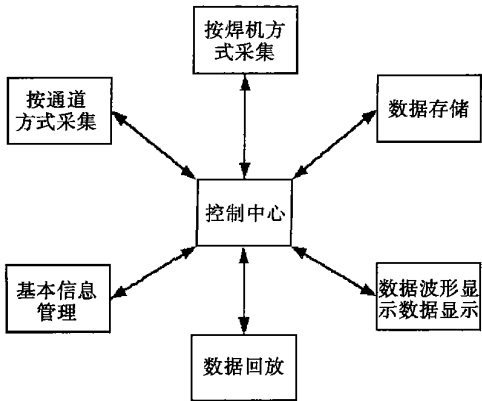 按焊机方
式采集
按通道
方式采集
数据存储
控制中心
基本信息
管理
数据波形显
示数据显示
数据回放